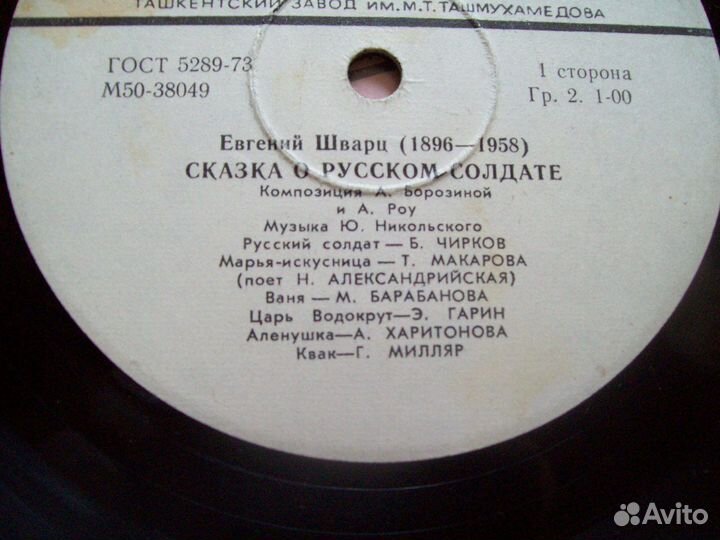 ТАШКЕНТСКИЙ ЗАВОД ИМ. М. Т. ТАШМУХАМЕДОВА
ГОСТ 5289-73
М50-38049
1 сторона
Гр. 2. 1-00
Евгений Шварц (1896—1958)
СКАЗКА О РУССКОМ СОЛДАТЕ
Композиция А. Борозиной
и А. Роу
Музыка Ю. Никольского
Русский солдат — Б. ЧИРКОВ
Марья-искусница — Т. МАКАРОВА
(поет Н. АЛЕКСАНДРИЙСКАЯ)
Ваня — М. БАРАБАНОВА
Царь Водокрут—Э. ГАРИН
Аленушка—А. ХАРИТОНОВА
Квак—Г. МИЛЛЯР
Avito